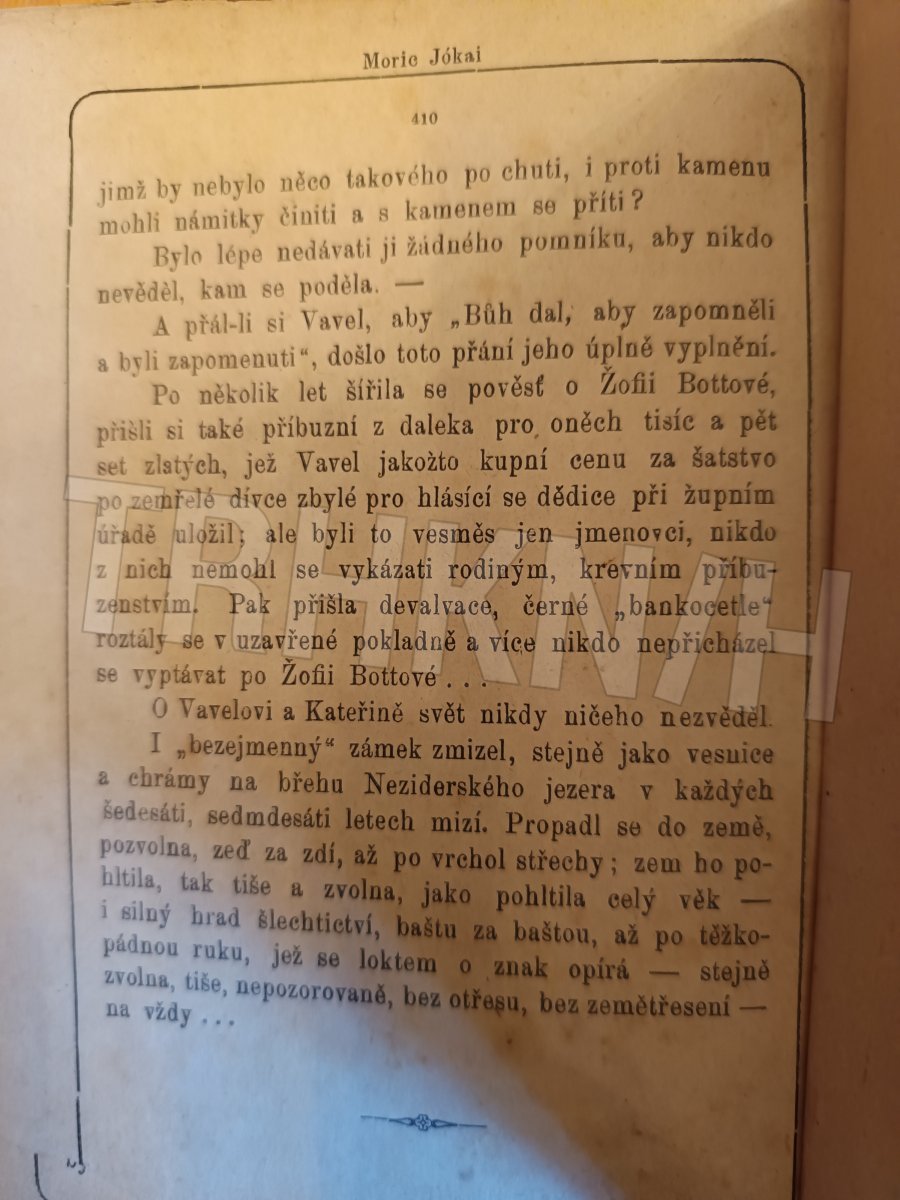 Moric Jókai
410
jimž by nebylo něco takového po chuti, i proti kamenu
mohli námitky činiti a s kamenem se příti?
Bylo lépe nedávati ji žádného pomníku, aby nikdo
nevěděl, kam se poděla. —
A přál-li si Vavel, aby „Bůh dal, aby zapomněli
a byli zapomenuti“, došlo toto přání jeho úplně vyplnění.
Po několik let šířila se pověsť o Žofii Bottové,
přišli si také příbuzní z daleka pro oněch tisíc a pět
set zlatých, jež Vavel jakožto kupní cenu za šatstvo
po zemřelé dívce zbylé pro hlásící se dědice při župním
úřadě uložil; ale byli to vesměs jen jmenovci, nikdo
z nich nemohl se vykázati rodiným, krevním příbu-
zenstvím. Pak přišla devalvace, černé „bankocetle“
roztály se v uzavřené pokladně a více nikdo nepřicházel
se vyptávat po Žofii Bottové . . .
O Vavelovi a Kateřině svět nikdy ničeho nezvěděl.
I „bezejmenný“ zámek zmizel, stejně jako vesnice
a chrámy na břehu Neziderského jezera v každých
šedesáti, sedmdesáti letech mizí. Propadl se do země,
pozvolna, zeď za zdí, až po vrchol střechy; zem ho po-
hltila, tak tiše a zvolna, jako pohltila celý věk —
i silný hrad šlechtictví, baštu za baštou, až po těžko-
pádnou ruku, jež se loktem o znak opírá — stejně
zvolna, tiše, nepozorovaně, bez otřesu, bez zemětřesení —
na vždy . . .